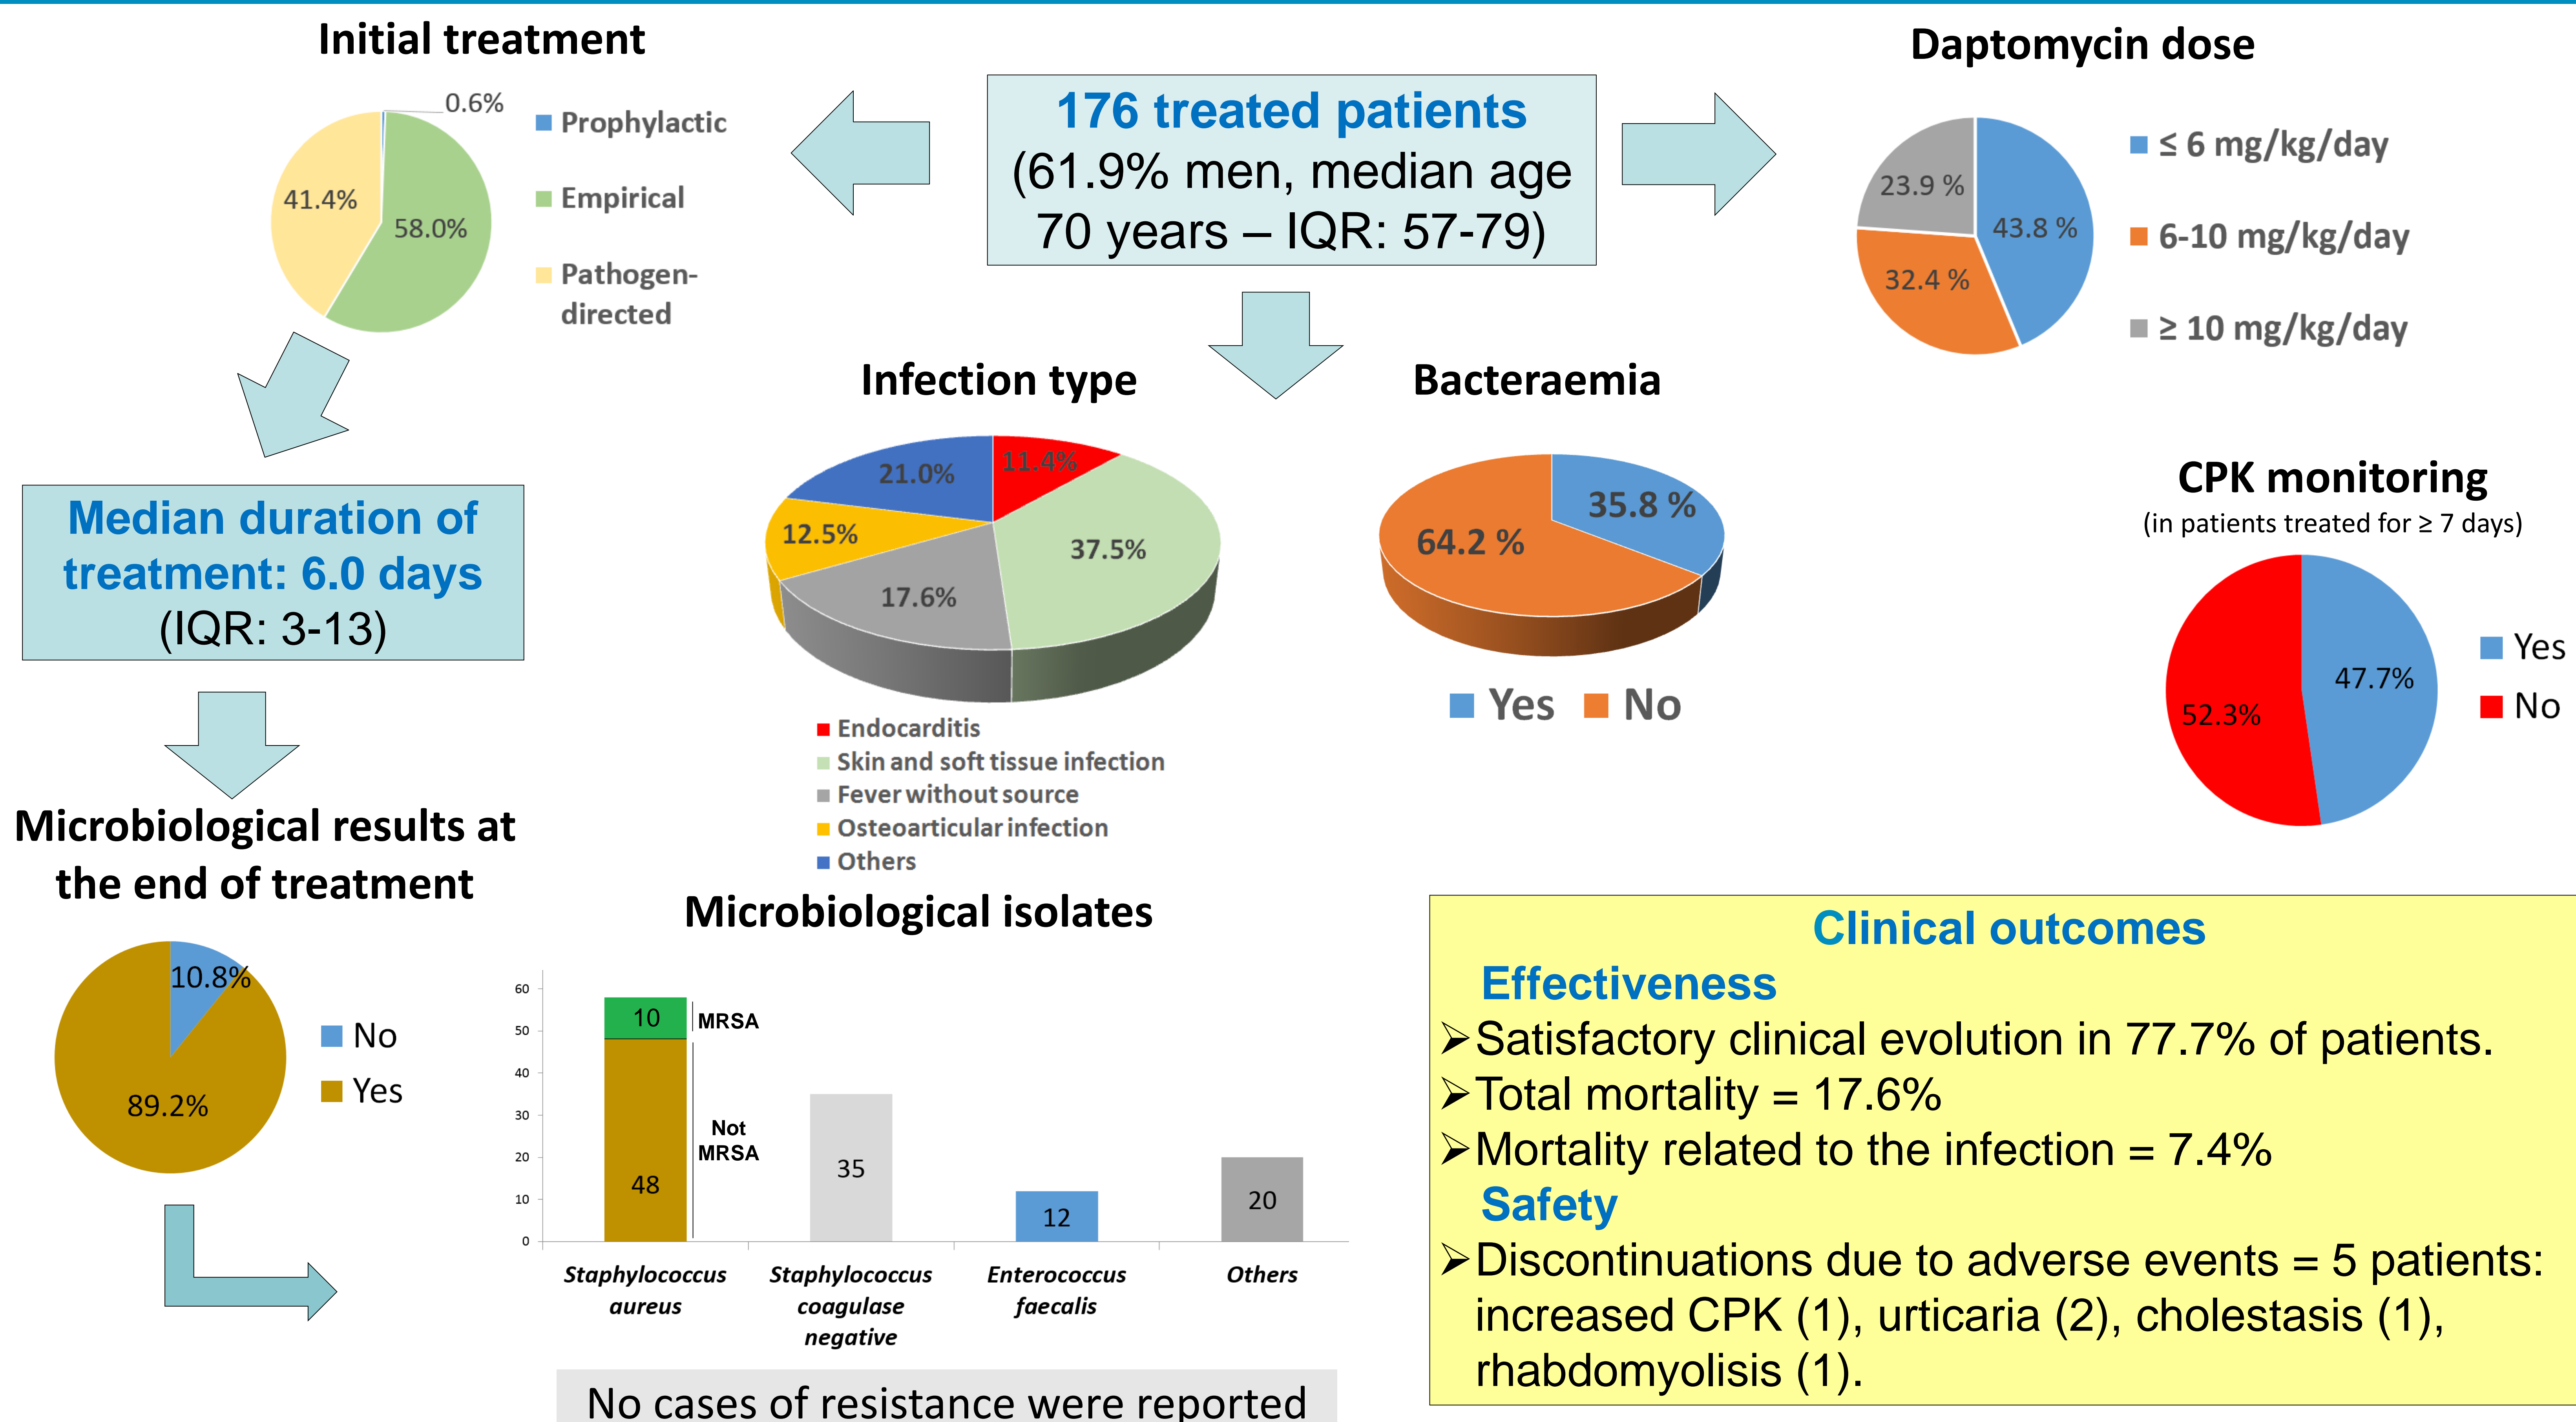 Initial treatment
0.6%
41.4%
58.0%
Prophylactic
Empirical
Pathogen-
directed
176 treated patients
(61.9% men, median age
70 years – IQR: 57-79)
Daptomycin dose
23.9 %
43.8 %
32.4 %
≤ 6 mg/kg/day
6-10 mg/kg/day
≥ 10 mg/kg/day
Median duration of
treatment: 6.0 days
(IQR: 3-13)
Infection type
11.4%
21.0%
12.5%
37.5%
17.6%
Endocarditis
Skin and soft tissue infection
Fever without source
Osteoarticular infection
Others
Bacteraemia
35.8 %
64.2 %
Yes
No
CPK monitoring
(in patients treated for ≥ 7 days)
47.7%
52.3%
Yes
No
Microbiological results at
the end of treatment
10.8%
89.2%
No
Yes
Microbiological isolates
60
50
40
30
20
10
0
10
MRSA
Not
MRSA
48
35
12
20
Staphylococcus
aureus
Staphylococcus
coagulase
negative
Enterococcus
faecalis
Others
No cases of resistance were reported
Clinical outcomes
Effectiveness
➢Satisfactory clinical evolution in 77.7% of patients.
➢Total mortality = 17.6%
➢Mortality related to the infection = 7.4%
Safety
➢Discontinuations due to adverse events = 5 patients:
increased CPK (1), urticaria (2), cholestasis (1),
rhabdomyolisis (1).